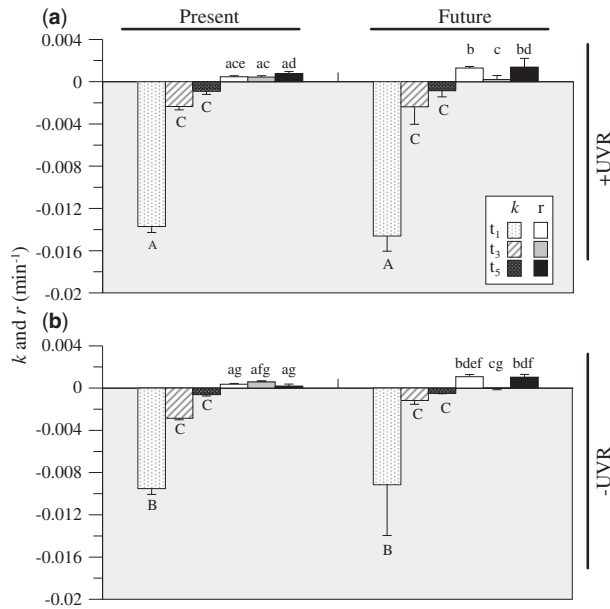 (a) Present Future
0.004
0
-0.004
-0.008
-0.012
-0.016
-0.02
ace ac ad b c bd
C C C C
A A
k r
t1
t3
t5
+UVR
k and r (min-1)
(b)
0.004
0
-0.004
-0.008
-0.012
-0.016
-0.02
ag afg ag bdef cg bdf
C C C C
B B
-UVR